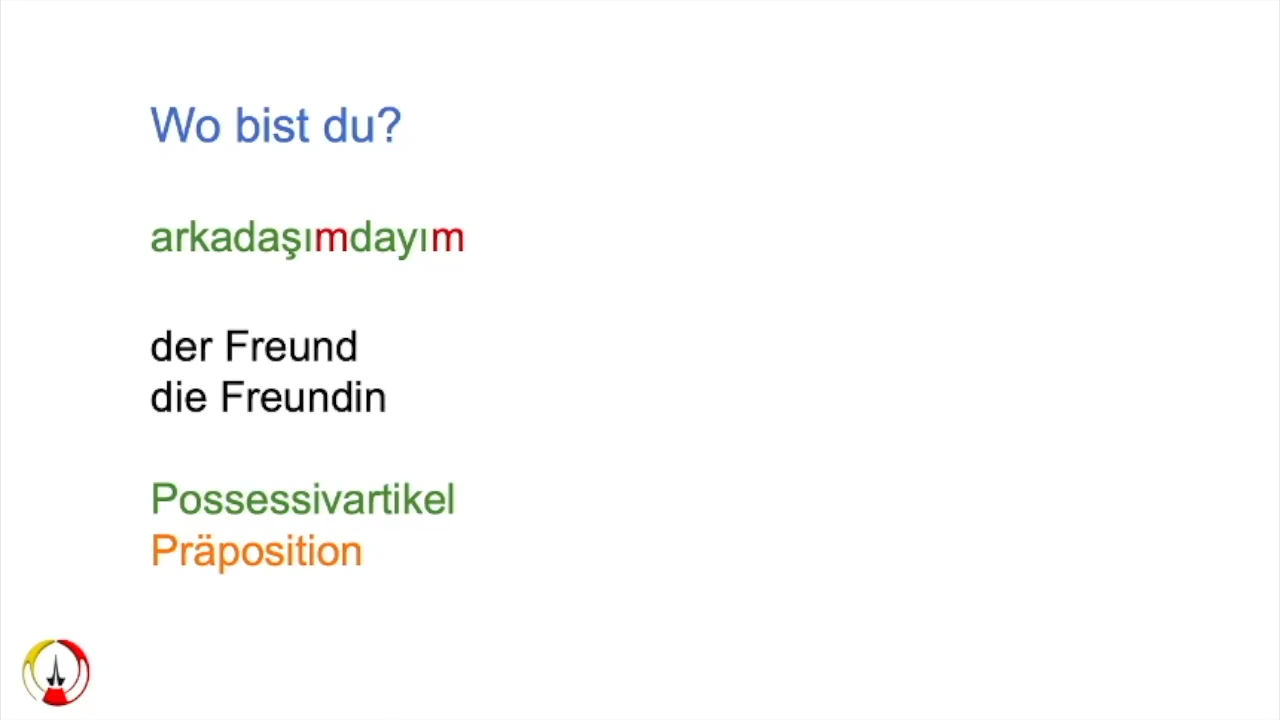 Wo bist du?
arkadaşımdayım
der Freund
die Freundin
Possessivartikel
Präposition